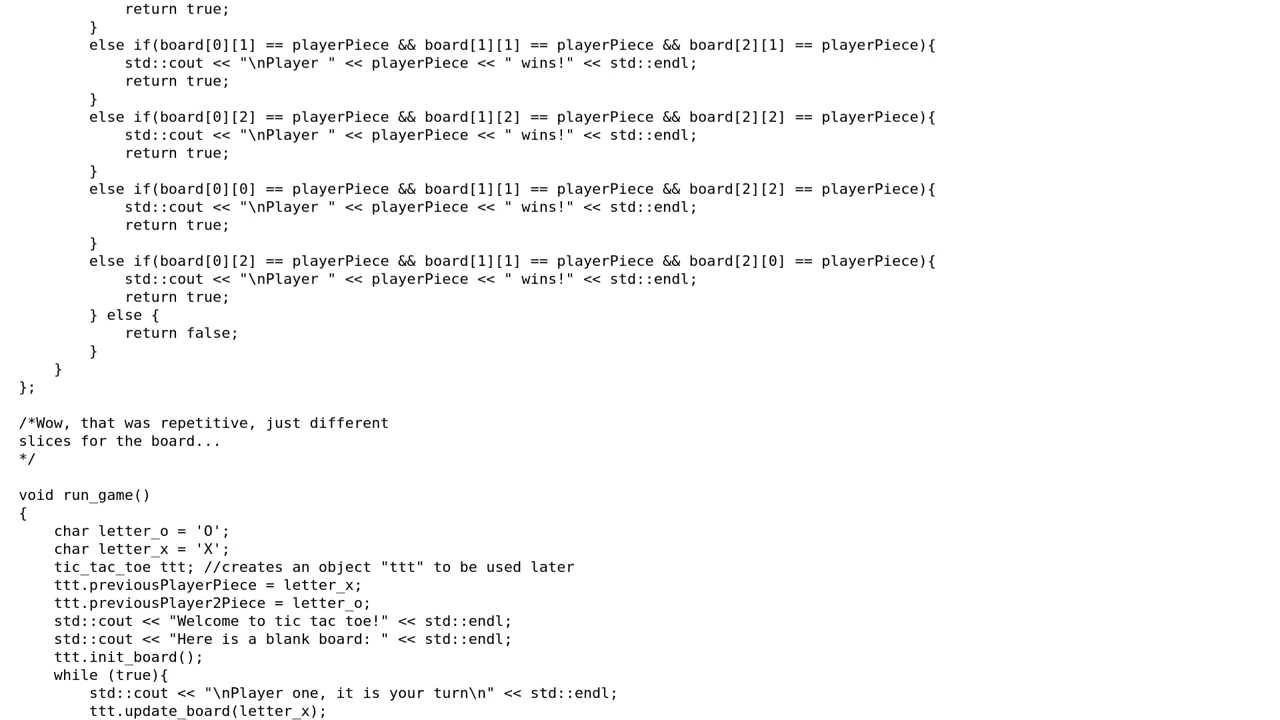 return true;
        }
        else if(board[0][1] == playerPiece && board[1][1] == playerPiece && board[2][1] == playerPiece){
            std::cout << "\nPlayer " << playerPiece << " wins!" << std::endl;
            return true;
        }
        else if(board[0][2] == playerPiece && board[1][2] == playerPiece && board[2][2] == playerPiece){
            std::cout << "\nPlayer " << playerPiece << " wins!" << std::endl;
            return true;
        }
        else if(board[0][0] == playerPiece && board[1][1] == playerPiece && board[2][2] == playerPiece){
            std::cout << "\nPlayer " << playerPiece << " wins!" << std::endl;
            return true;
        }
        else if(board[0][2] == playerPiece && board[1][1] == playerPiece && board[2][0] == playerPiece){
            std::cout << "\nPlayer " << playerPiece << " wins!" << std::endl;
            return true;
        } else {
            return false;
        }
    }
};

/*Wow, that was repetitive, just different
slices for the board...
*/

void run_game()
{
    char letter_o = 'O';
    char letter_x = 'X';
    tic_tac_toe ttt; //creates an object "ttt" to be used later
    ttt.previousPlayerPiece = letter_x;
    ttt.previousPlayer2Piece = letter_o;
    std::cout << "Welcome to tic tac toe!" << std::endl;
    std::cout << "Here is a blank board: " << std::endl;
    ttt.init_board();
    while (true){
        std::cout << "\nPlayer one, it is your turn\n" << std::endl;
        ttt.update_board(letter_x);